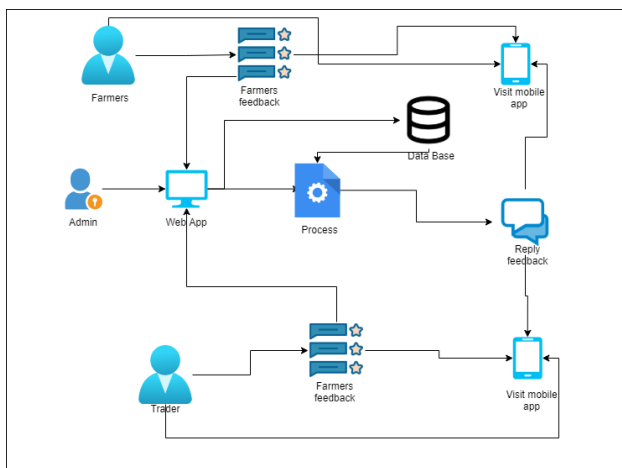 Farmers
Farmers
feedback
Visit mobile
app
Data Base
Admin
Web App
Process
Reply
feedback
Trader
Farmers
feedback
Visit mobile
app